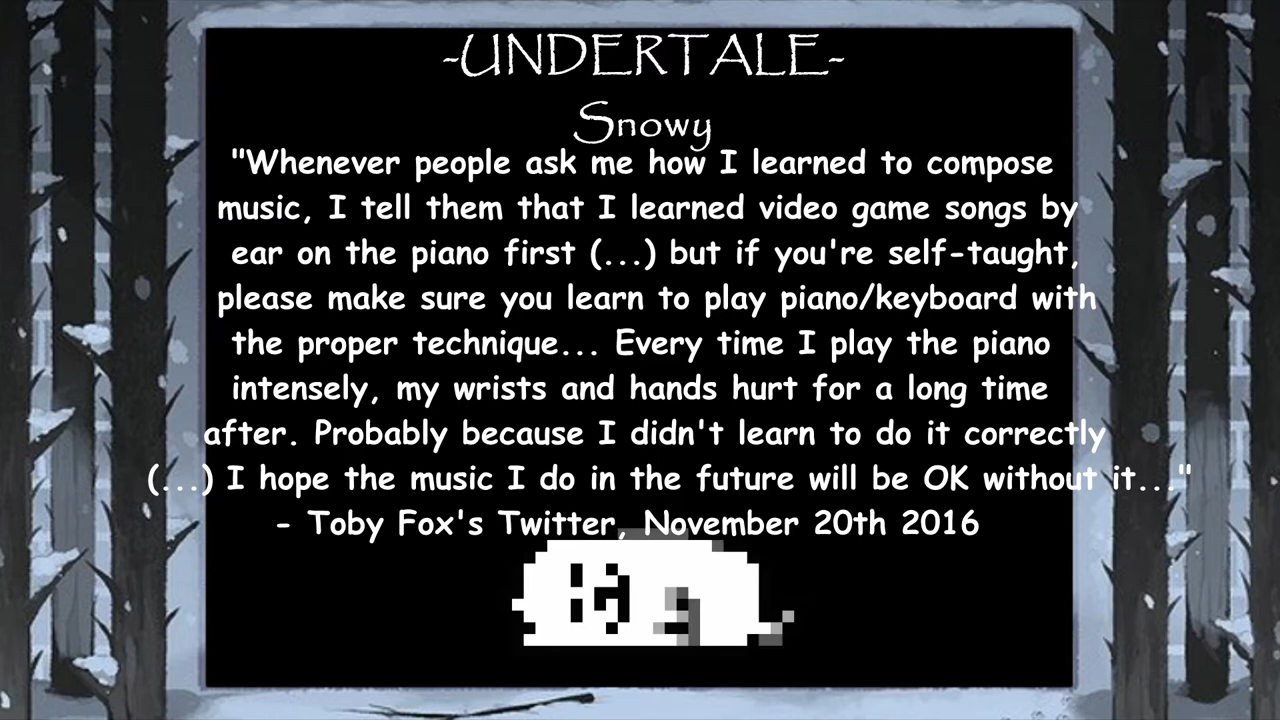 -UNDERTALE-
Snowy
"Whenever people ask me how I learned to compose
music, I tell them that I learned video game songs by
ear on the piano first (...) but if you're self-taught,
please make sure you learn to play piano/keyboard with
the proper technique... Every time I play the piano
intensely, my wrists and hands hurt for a long time
after. Probably because I didn't learn to do it correctly
(...) I hope the music I do in the future will be OK without it..."
- Toby Fox's Twitter, November 20th 2016